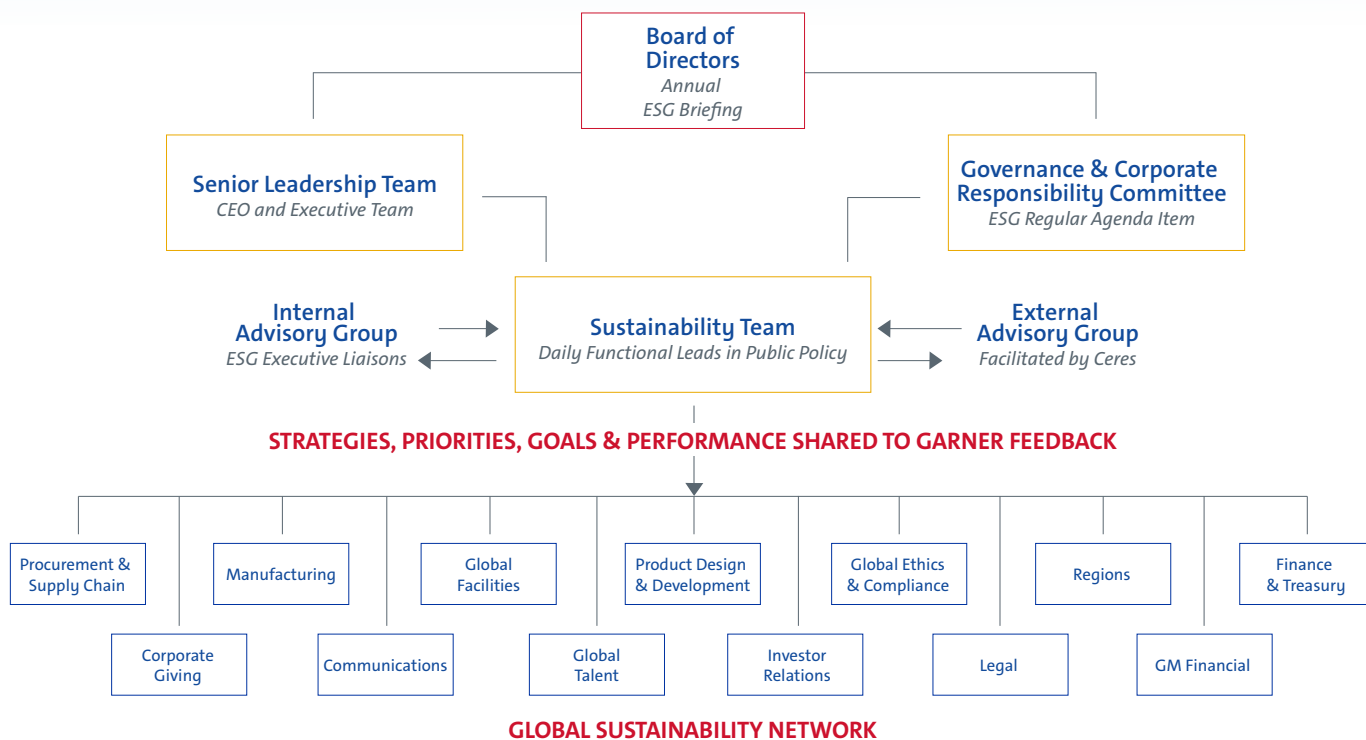 Board of
Directors
Annual
ESG Briefing
Senior Leadership Team
CEO and Executive Team
Governance & Corporate
Responsibility Committee
ESG Regular Agenda Item
Internal
Advisory Group
ESG Executive Liaisons
Sustainability Team
Daily Functional Leads in Public Policy
External
Advisory Group
Facilitated by Ceres
STRATEGIES, PRIORITIES, GOALS & PERFORMANCE SHARED TO GARNER FEEDBACK
Procurement &
Supply Chain
Manufacturing
Global
Facilities
Product Design
& Development
Global Ethics
& Compliance
Regions
Finance
& Treasury
Corporate
Giving
Communications
Global
Talent
Investor
Relations
Legal
GM Financial
GLOBAL SUSTAINABILITY NETWORK